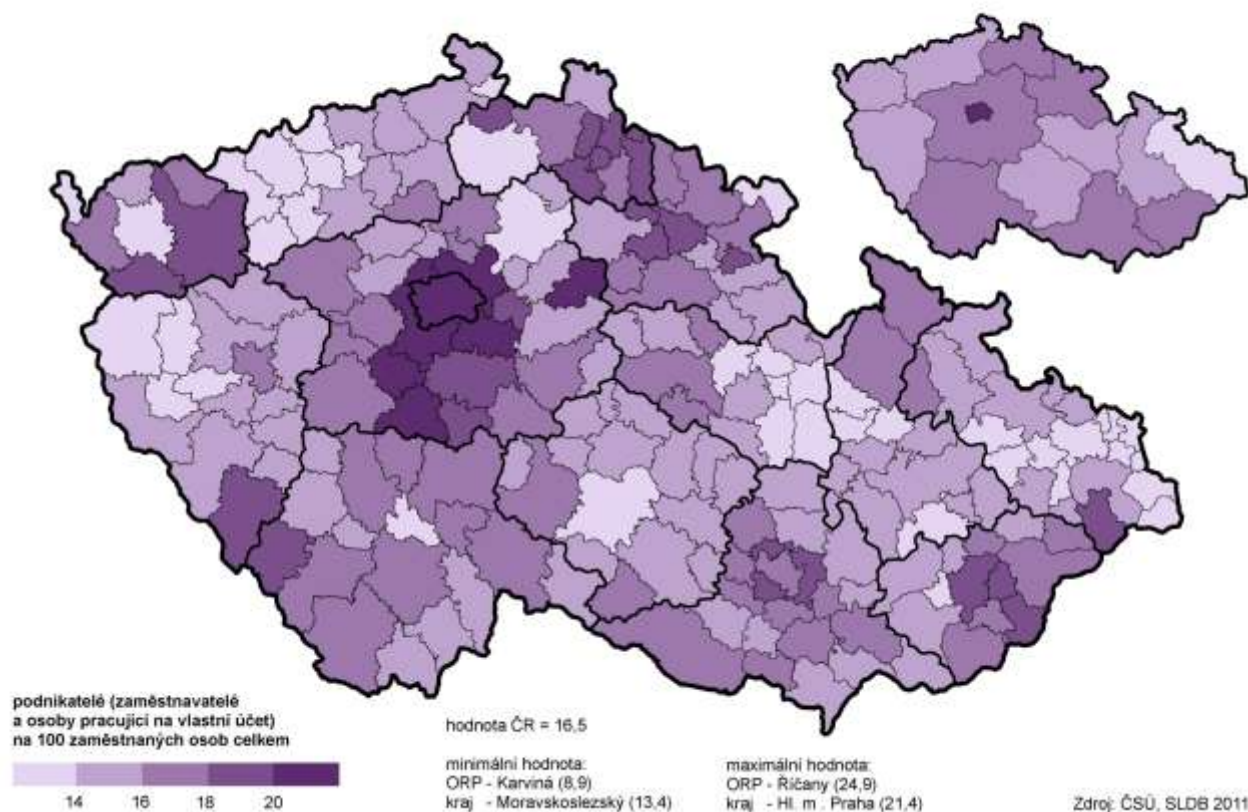 podnikatelé (zaměstnavatelé
a osoby pracující na vlastní účet)
na 100 zaměstnaných osob celkem
14 16 18 20
hodnota ČR = 16,5
minimální hodnota:
ORP - Karviná (8,9)
kraj - Moravskoslezský (13,4)
maximální hodnota:
ORP - Říčany (24,9)
kraj - Hl. m . Praha (21,4)
Zdroj: ČSÚ, SLDB 2011